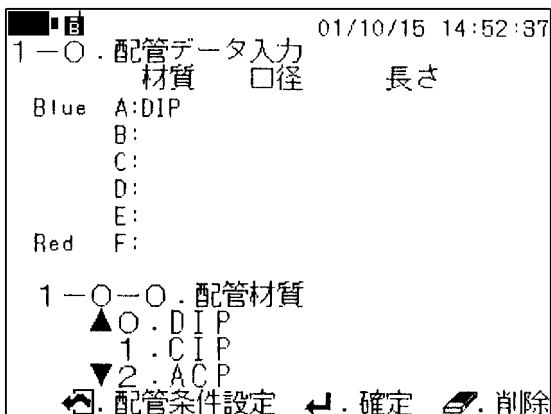 B 01/10/15 14:52:37
1－0．配管データ入力
材質 口径 長さ
Blue A:DIP
B:
C:
D:
E:
Red F:
1－0－0．配管材質
▲0．DIP
1．CIP
▼2．ACP
．配管条件設定 ↵．確定 ．削除